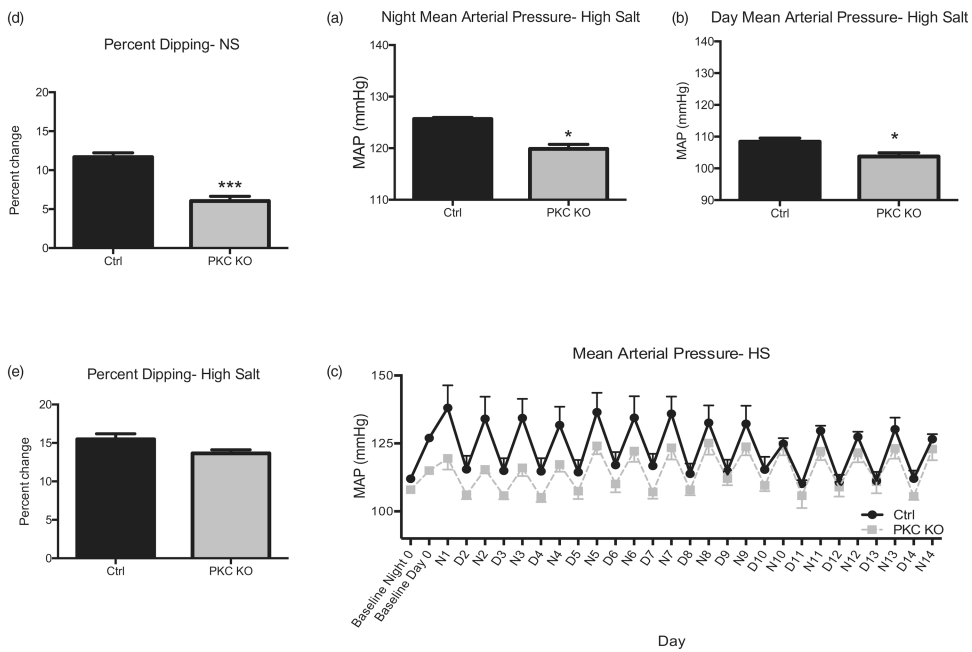 (d)
Percent Dipping- NS
Percent change
20
15
10
5
0
***
Ctrl
PKC KO
(a)
Night Mean Arterial Pressure- High Salt
MAP (mmHg)
140
130
120
110
*
Ctrl
PKC KO
(b)
Day Mean Arterial Pressure- High Salt
MAP (mmHg)
140
130
120
110
100
90
*
Ctrl
PKC KO
(e)
Percent Dipping- High Salt
Percent change
20
15
10
5
0
Ctrl
PKC KO
(c)
Mean Arterial Pressure- HS
MAP (mmHg)
150
125
100
Ctrl
PKC KO
Baseline Night 0
Baseline Day 0
N1
D2
N2
D3
N3
D4
N4
D5
N5
D6
N6
D7
N7
D8
N8
D9
N9
D10
N10
D11
N11
D12
N12
D13
N13
D14
N14
Day